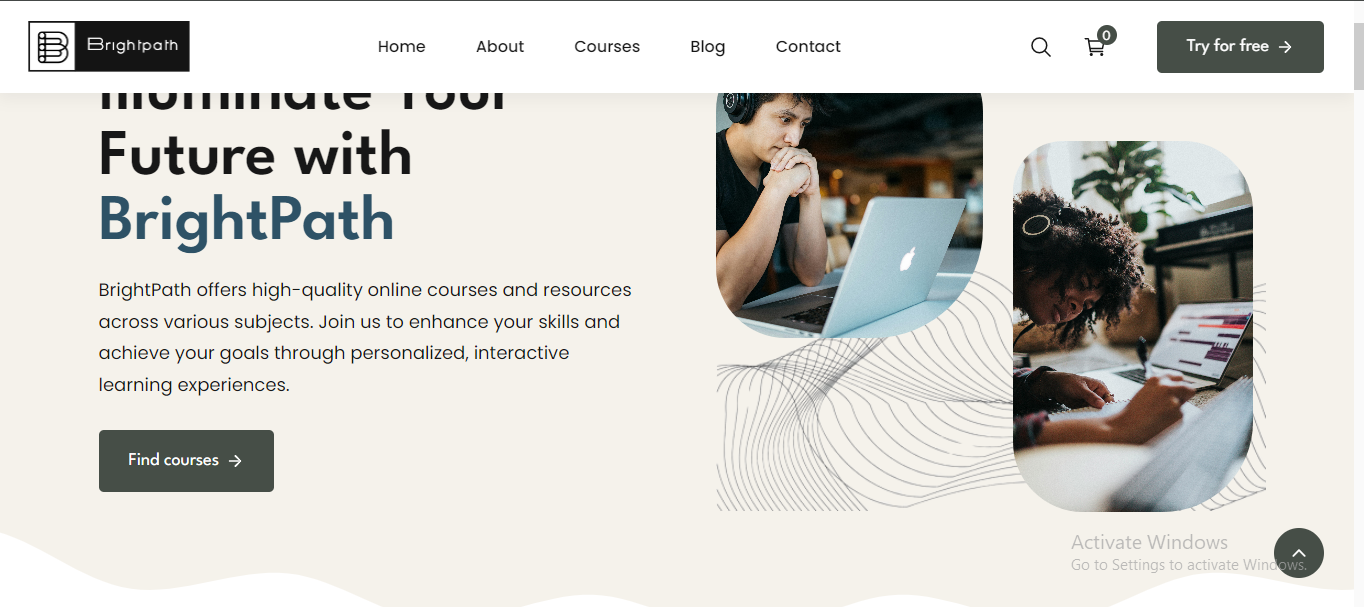 Brightpath
Home
About
Courses
Blog
Contact
0
Try for free
Illuminate Your
Future with
BrightPath
BrightPath offers high-quality online courses and resources
across various subjects. Join us to enhance your skills and
achieve your goals through personalized, interactive
learning experiences.
Find courses
Activate Windows
Go to Settings to activate Windows.